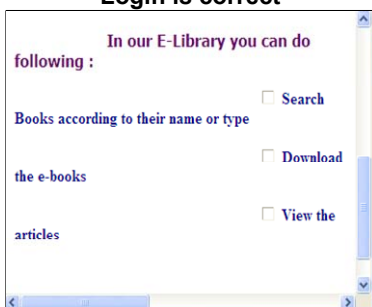 Login is correct
In our E-Library you can do
following :
Search
Books according to their name or type
Download
the e-books
View the
articles